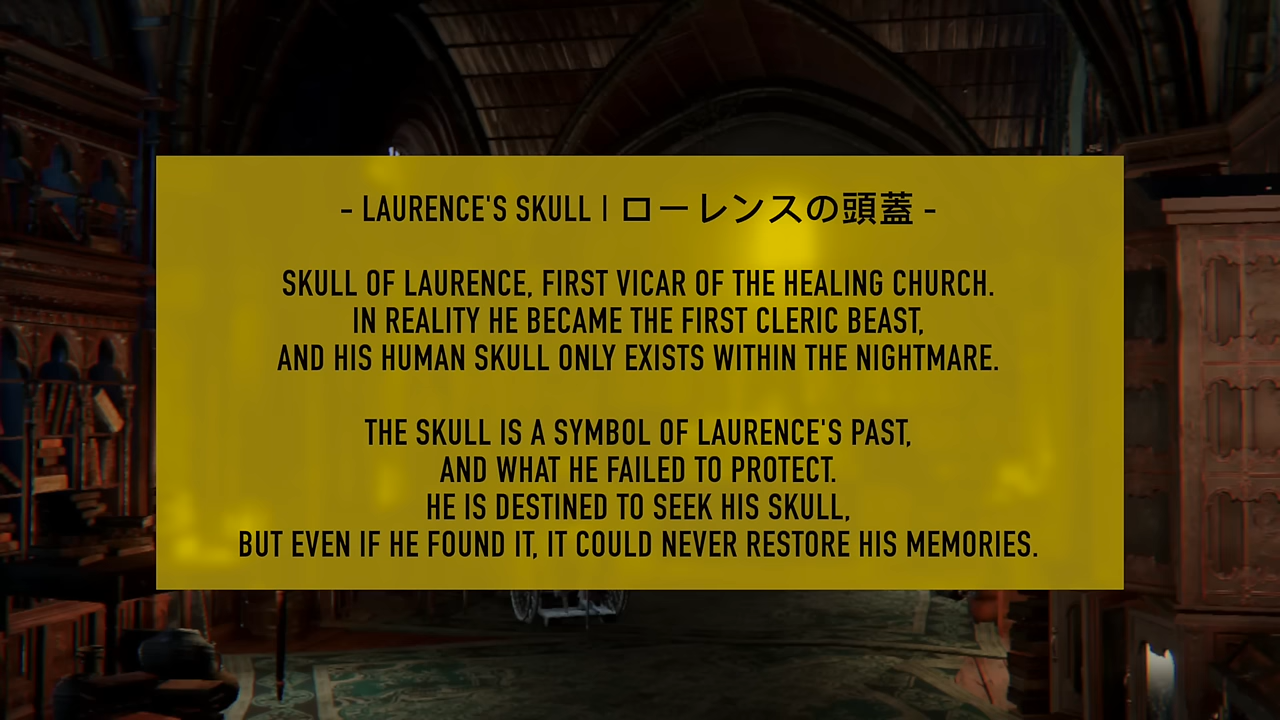 - LAURENCE'S SKULL | ローレンスの頭蓋 -
SKULL OF LAURENCE, FIRST VICAR OF THE HEALING CHURCH.
IN REALITY HE BECAME THE FIRST CLERIC BEAST,
AND HIS HUMAN SKULL ONLY EXISTS WITHIN THE NIGHTMARE.
THE SKULL IS A SYMBOL OF LAURENCE'S PAST,
AND WHAT HE FAILED TO PROTECT.
HE IS DESTINED TO SEEK HIS SKULL,
BUT EVEN IF HE FOUND IT, IT COULD NEVER RESTORE HIS MEMORIES.